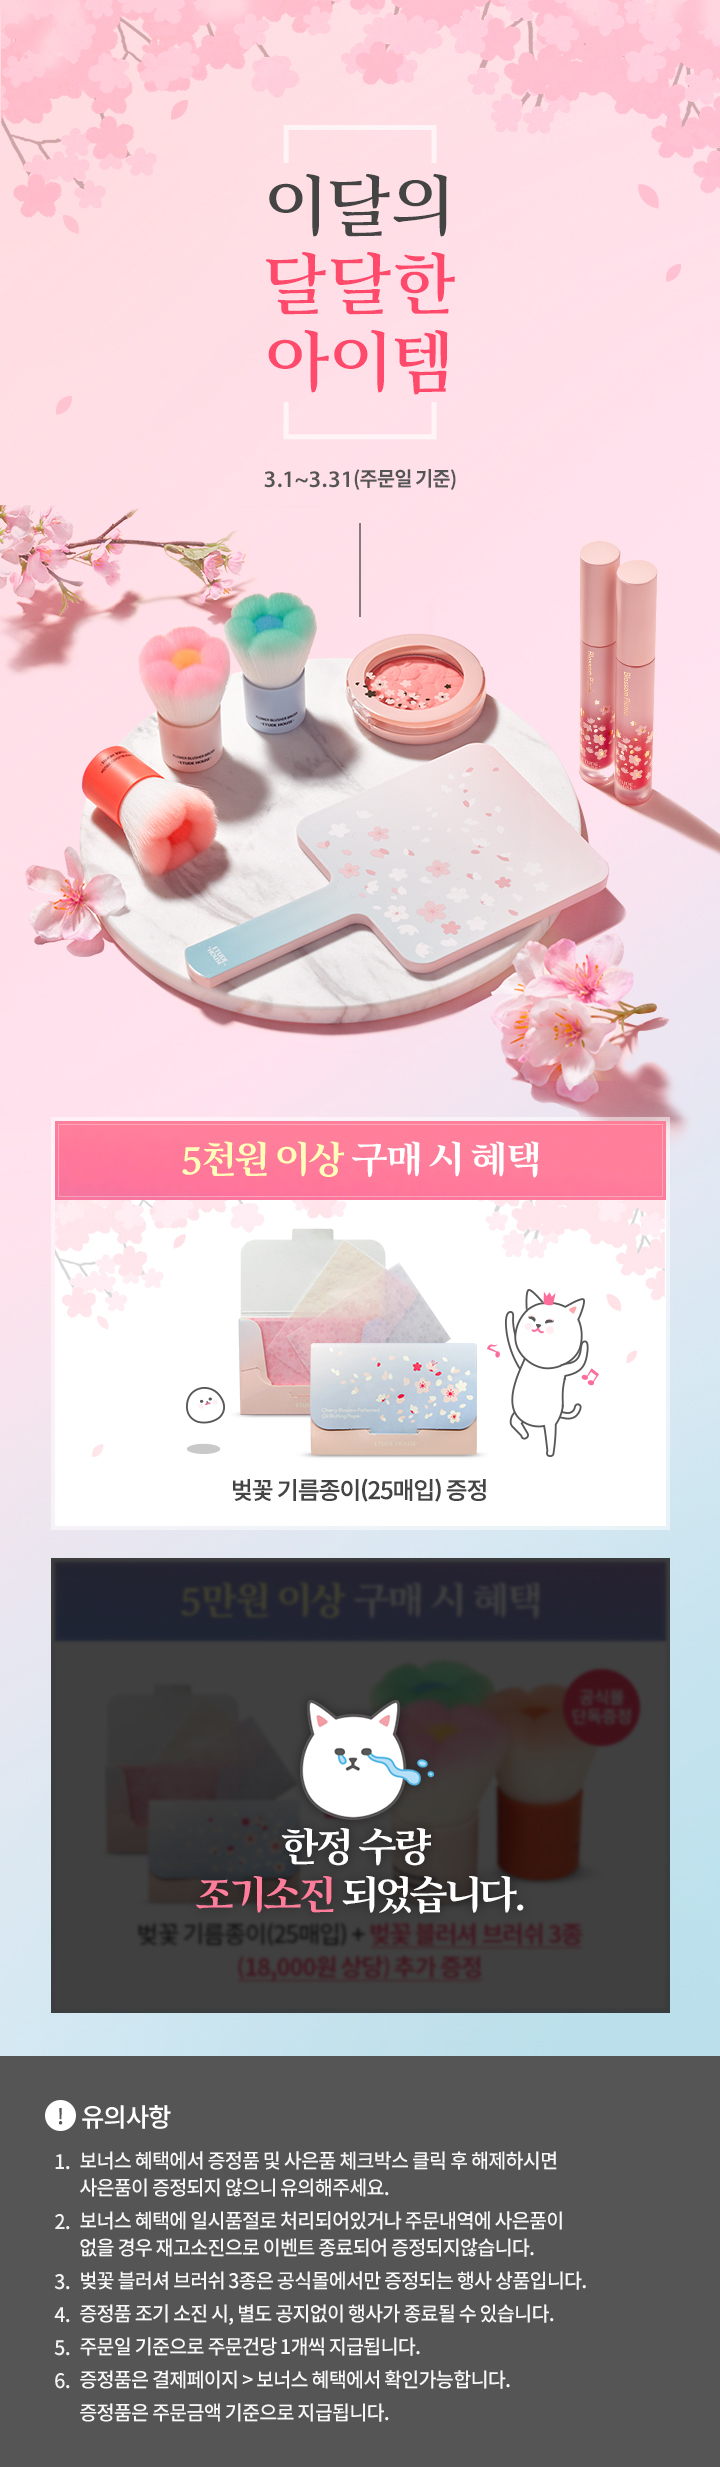 이달의
달달한
아이템
3.1~3.31(주문일 기준)
FLOWER BLUSHER BRUSH
ETUDE HOUSE
FLOWER BLUSHER BRUSH
ETUDE HOUSE
ETUDE HOUSE
5천원 이상 구매 시 혜택
벚꽃 기름종이(25매입) 증정
5만원 이상 구매 시 혜택
공식몰
단독증정
한정 수량
조기소진 되었습니다.
벚꽃 기름종이(25매입) + 벚꽃 블러셔 브러쉬 3종
(18,000원 상당) 추가 증정
! 유의사항
1. 보너스 혜택에서 증정품 및 사은품 체크박스 클릭 후 해제하시면
사은품이 증정되지 않으니 유의해주세요.
2. 보너스 혜택에 일시품절로 처리되어있거나 주문내역에 사은품이
없을 경우 재고소진으로 이벤트 종료되어 증정되지않습니다.
3. 벚꽃 블러셔 브러쉬 3종은 공식몰에서만 증정되는 행사 상품입니다.
4. 증정품 조기 소진 시, 별도 공지없이 행사가 종료될 수 있습니다.
5. 주문일 기준으로 주문건당 1개씩 지급됩니다.
6. 증정품은 결제페이지 > 보너스 혜택에서 확인가능합니다.
증정품은 주문금액 기준으로 지급됩니다.